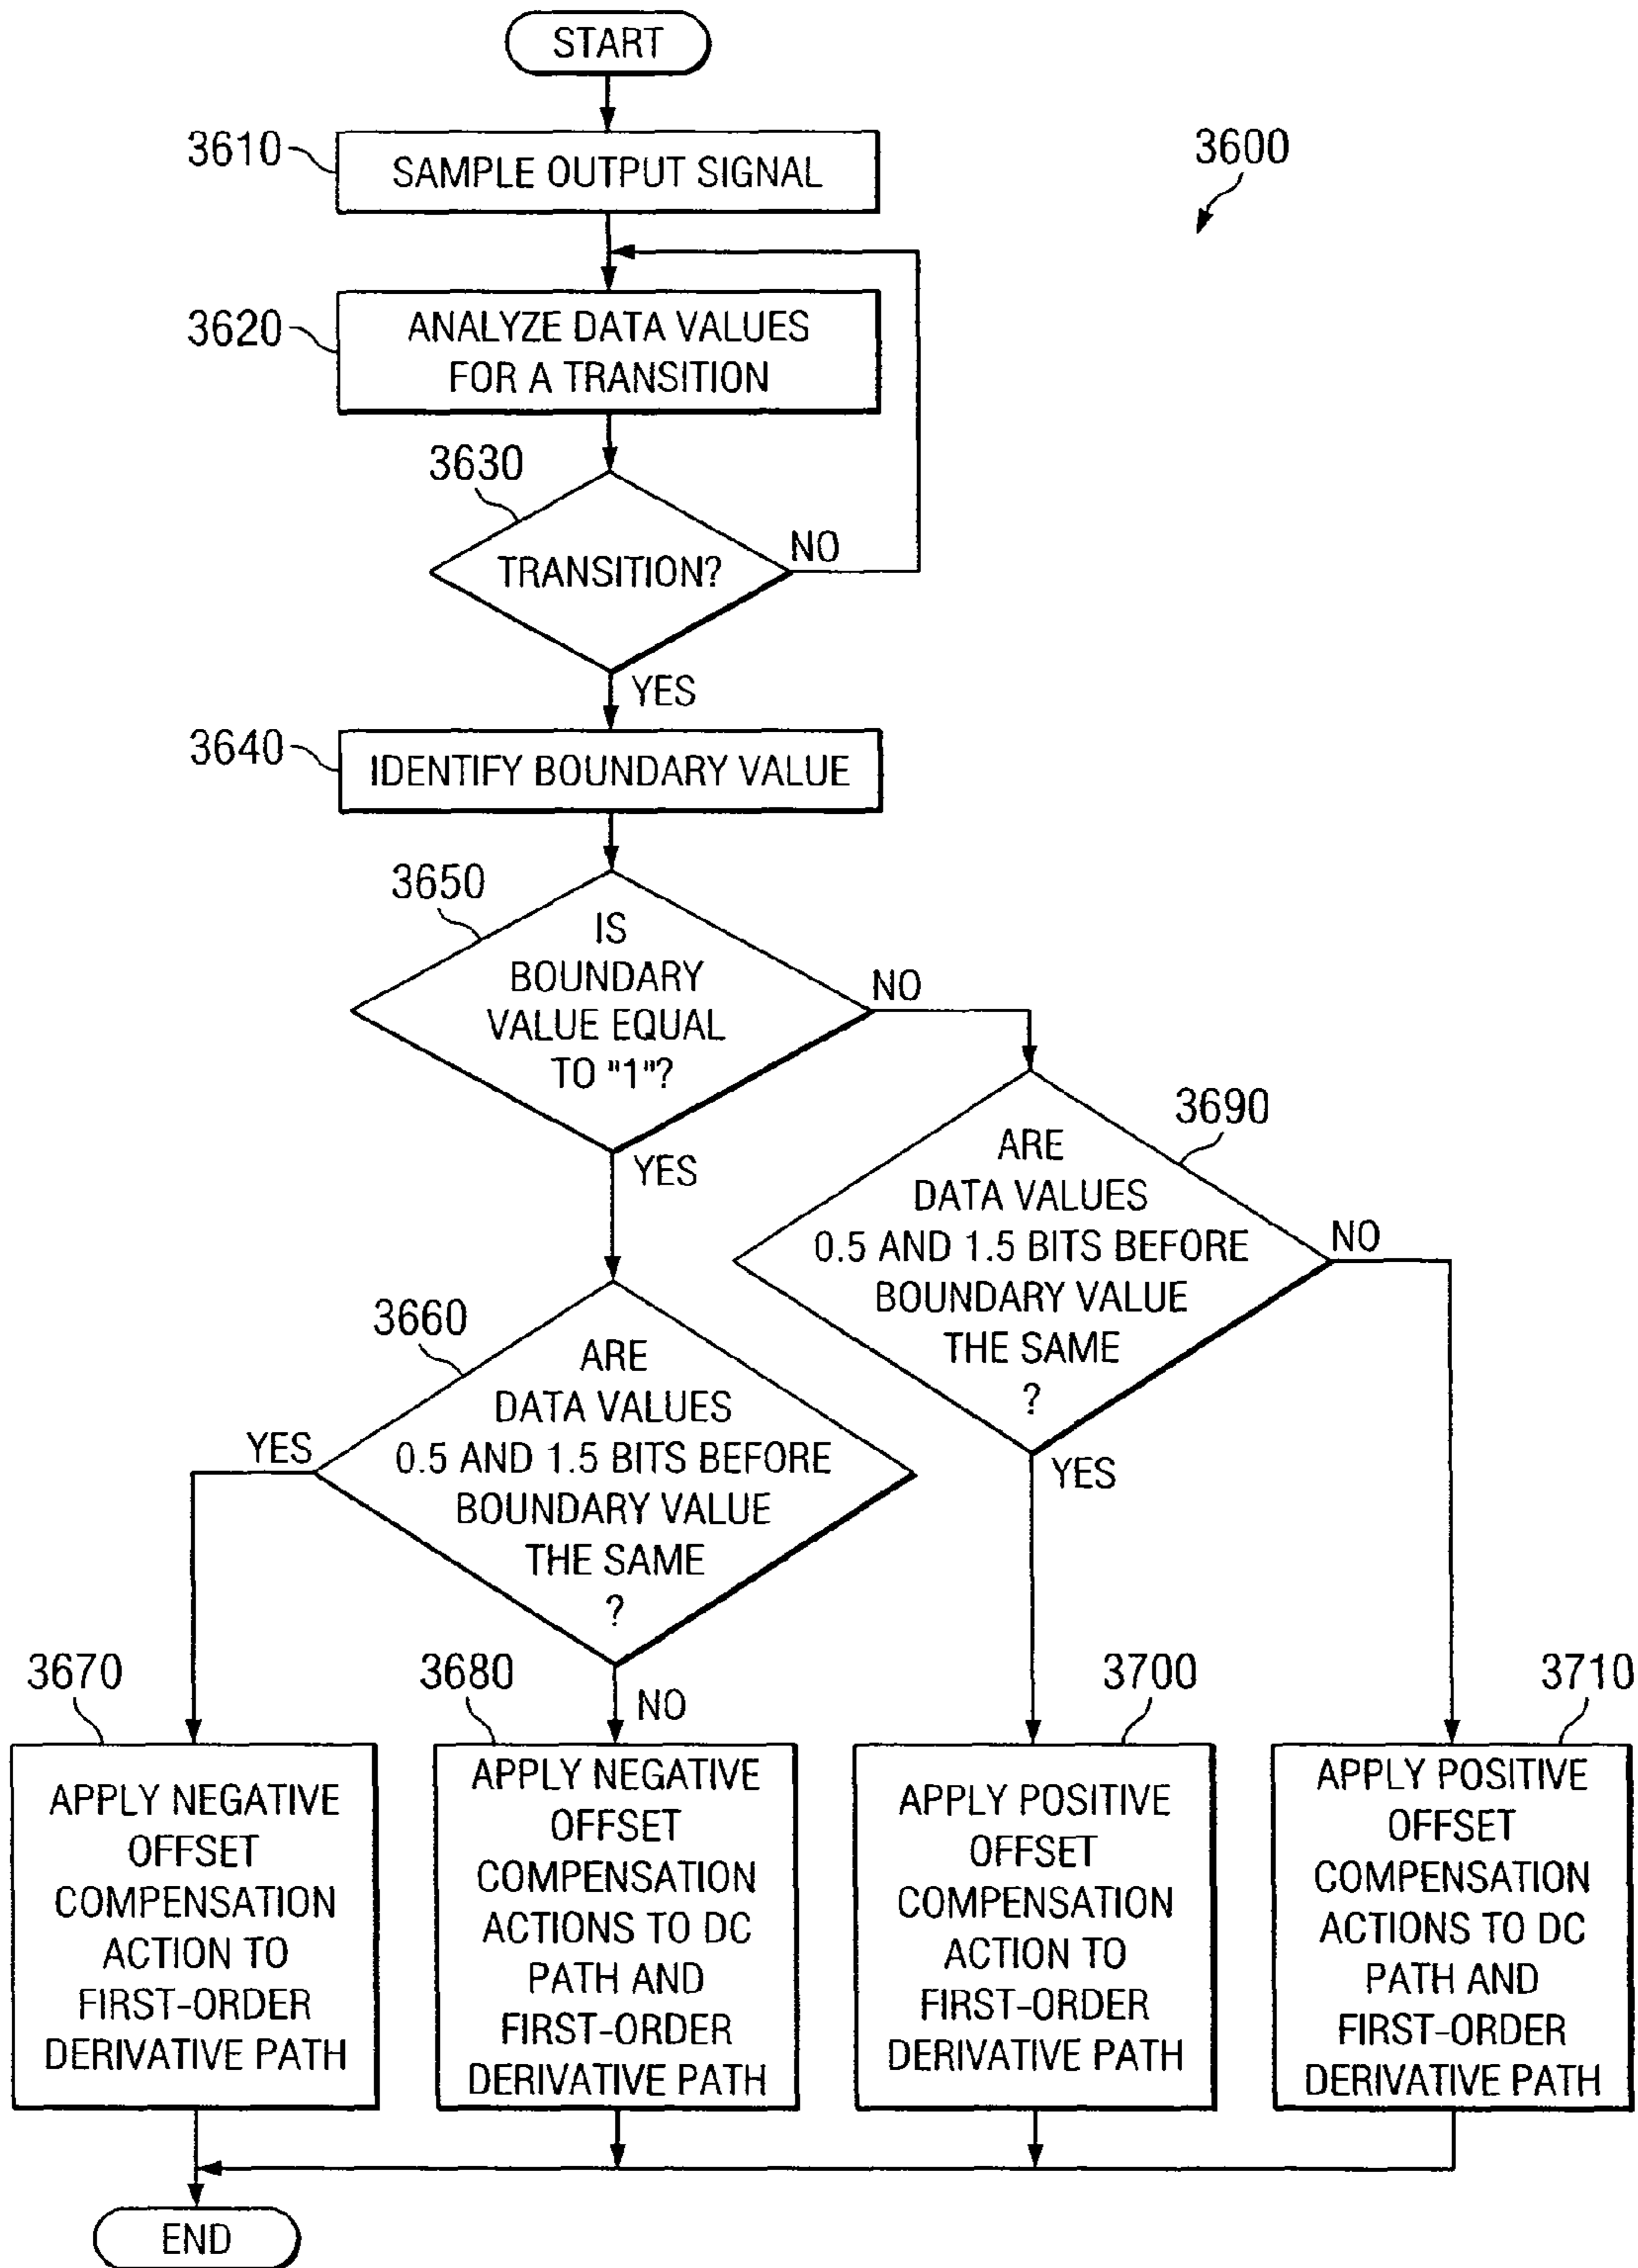 START
3610
SAMPLE OUTPUT SIGNAL
3600
3620
ANALYZE DATA VALUES
FOR A TRANSITION
3630
TRANSITION?
NO
YES
3640
IDENTIFY BOUNDARY VALUE
3650
IS
BOUNDARY
VALUE EQUAL
TO "1"?
NO
YES
3690
ARE
DATA VALUES
0.5 AND 1.5 BITS BEFORE
BOUNDARY VALUE
THE SAME
?
NO
YES
3660
ARE
DATA VALUES
0.5 AND 1.5 BITS BEFORE
BOUNDARY VALUE
THE SAME
?
YES
NO
3670
APPLY NEGATIVE
OFFSET
COMPENSATION
ACTION TO
FIRST-ORDER
DERIVATIVE PATH
3680
APPLY NEGATIVE
OFFSET
COMPENSATION
ACTIONS TO DC
PATH AND
FIRST-ORDER
DERIVATIVE PATH
3700
APPLY POSITIVE
OFFSET
COMPENSATION
ACTION TO
FIRST-ORDER
DERIVATIVE PATH
3710
APPLY POSITIVE
OFFSET
COMPENSATION
ACTIONS TO DC
PATH AND
FIRST-ORDER
DERIVATIVE PATH
END